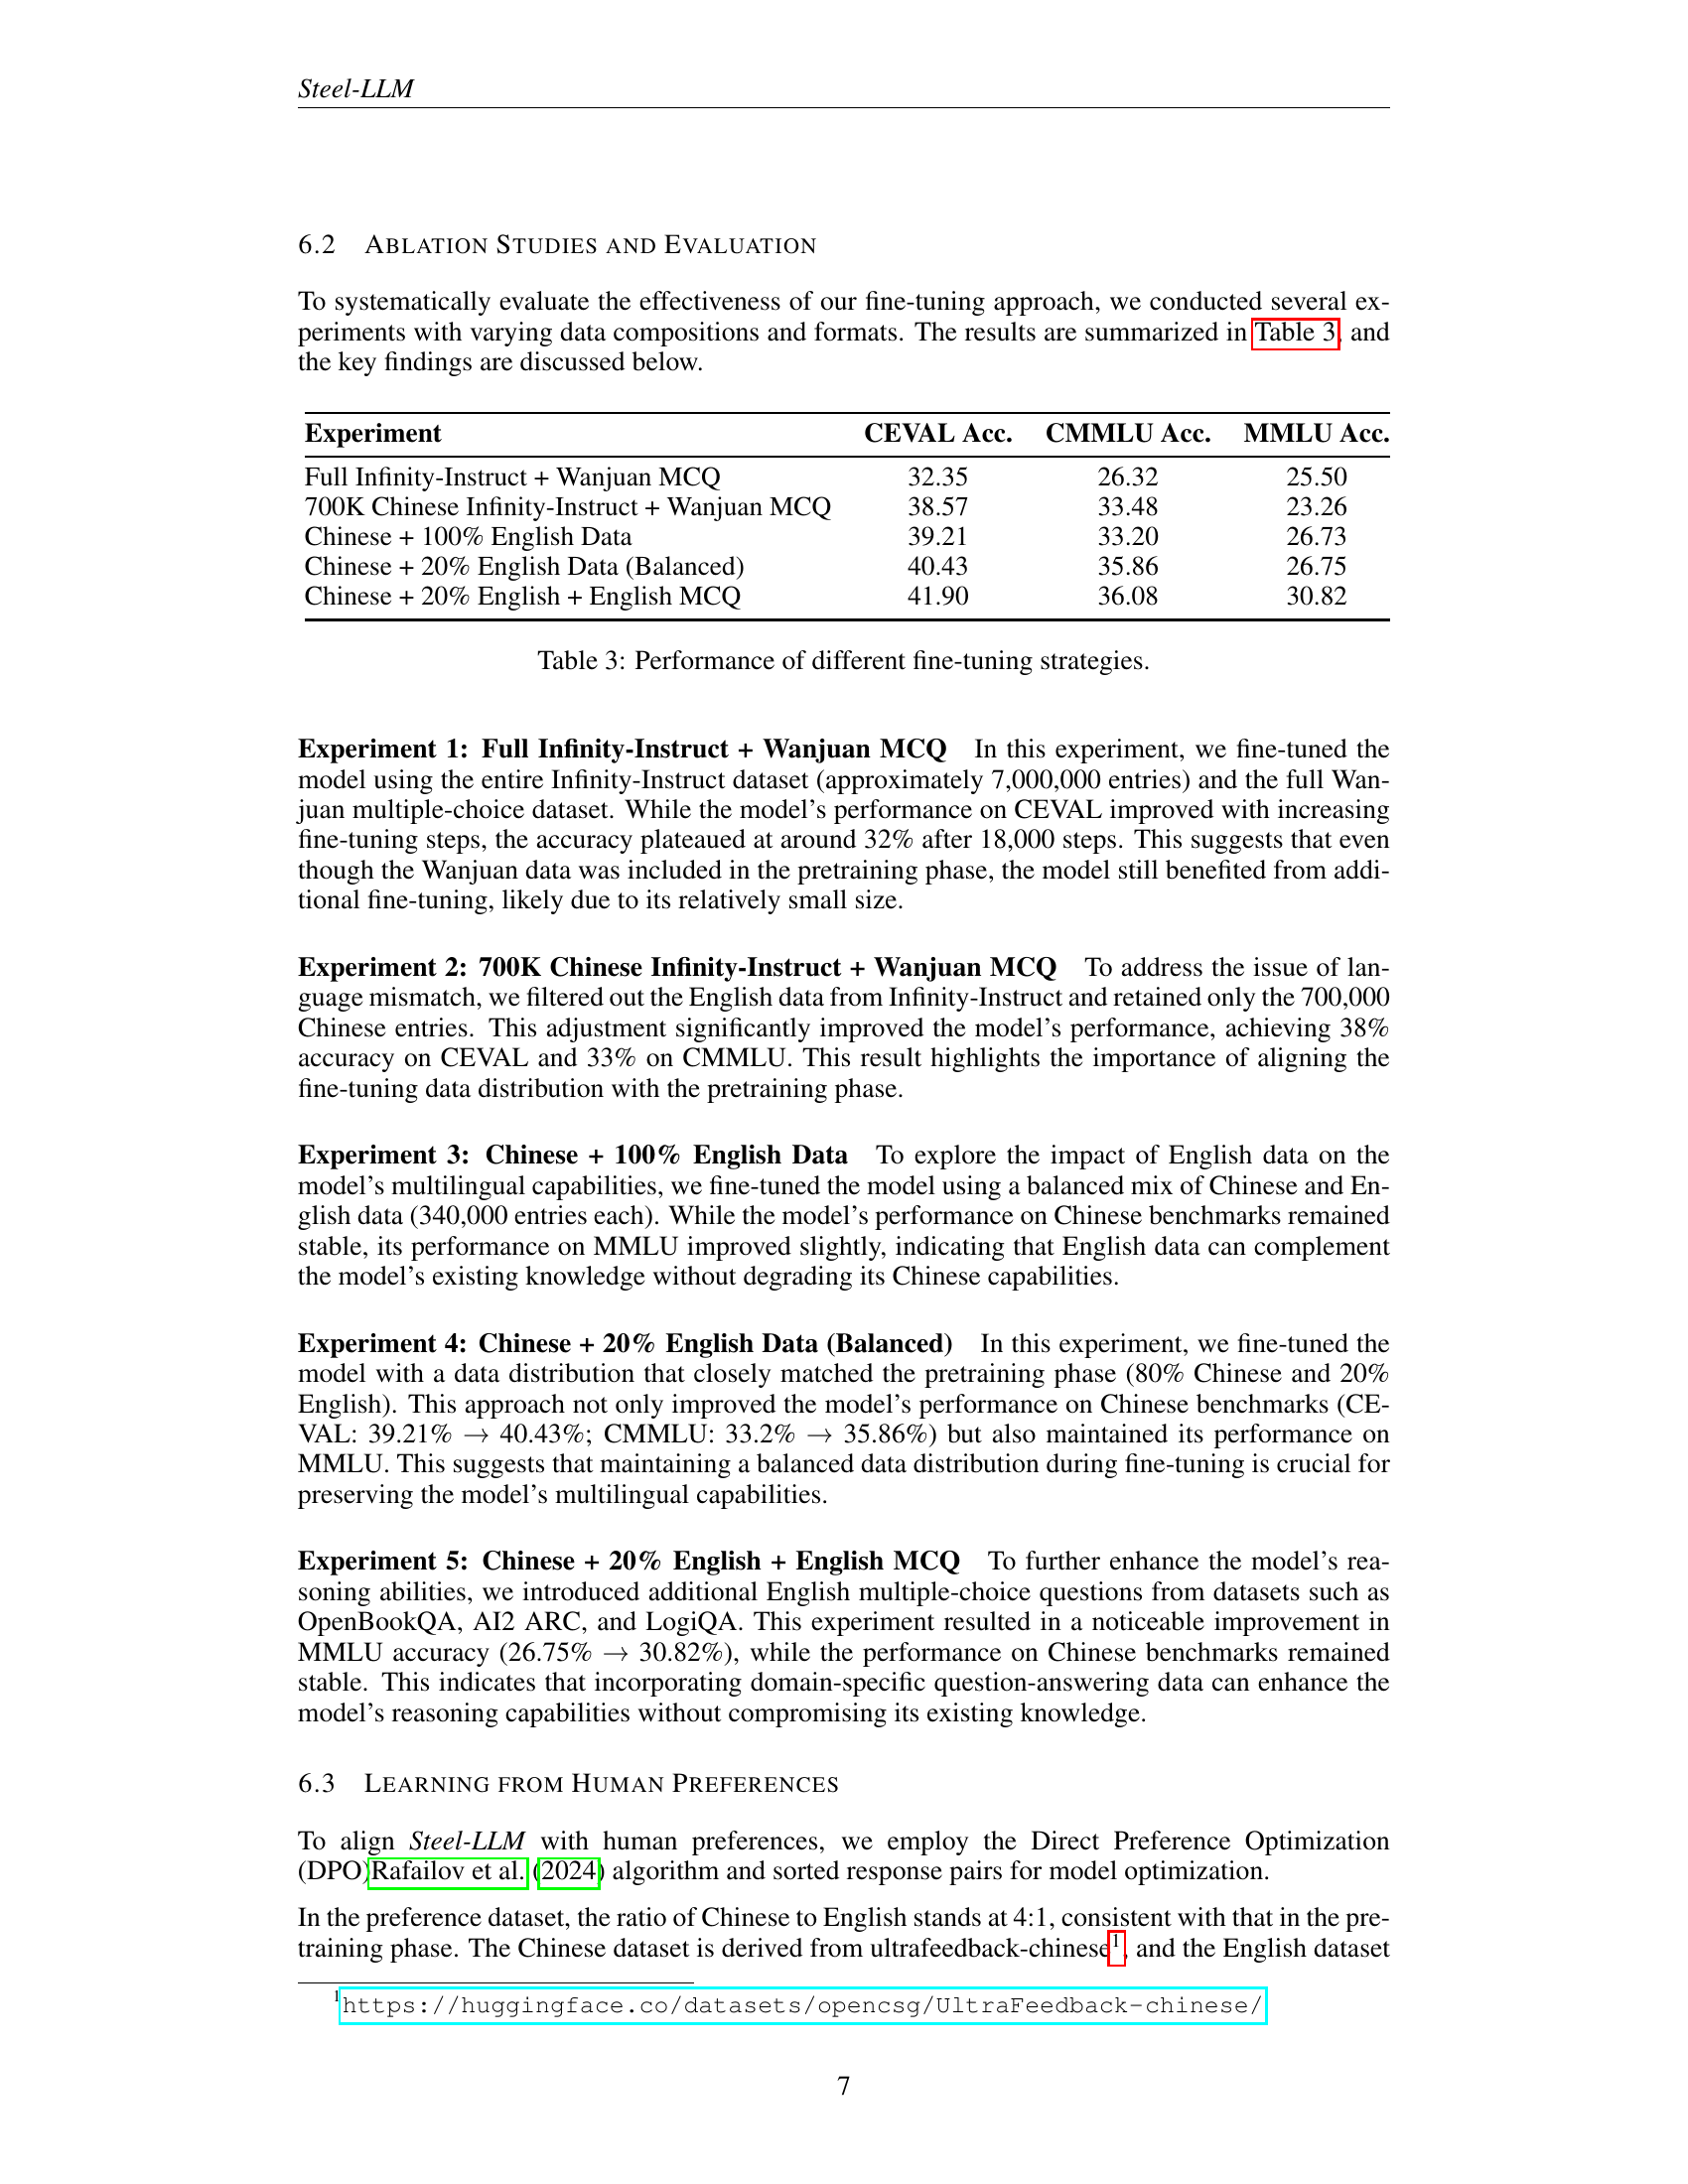 Steel-LLM
6.2 ABLATION STUDIES AND EVALUATION
To systematically evaluate the effectiveness of our fine-tuning approach, we conducted several ex-
periments with varying data compositions and formats. The results are summarized in Table 3, and
the key findings are discussed below.
Experiment CEVAL Acc. CMMLU Acc. MMLU Acc.
Full Infinity-Instruct + Wanjuan MCQ 32.35 26.32 25.50
700K Chinese Infinity-Instruct + Wanjuan MCQ 38.57 33.48 23.26
Chinese + 100% English Data 39.21 33.20 26.73
Chinese + 20% English Data (Balanced) 40.43 35.86 26.75
Chinese + 20% English + English MCQ 41.90 36.08 30.82
Table 3: Performance of different fine-tuning strategies.
Experiment 1: Full Infinity-Instruct + Wanjuan MCQ In this experiment, we fine-tuned the
model using the entire Infinity-Instruct dataset (approximately 7,000,000 entries) and the full Wan-
juan multiple-choice dataset. While the model's performance on CEVAL improved with increasing
fine-tuning steps, the accuracy plateaued at around 32% after 18,000 steps. This suggests that even
though the Wanjuan data was included in the pretraining phase, the model still benefited from addi-
tional fine-tuning, likely due to its relatively small size.
Experiment 2: 700K Chinese Infinity-Instruct + Wanjuan MCQ To address the issue of lan-
guage mismatch, we filtered out the English data from Infinity-Instruct and retained only the 700,000
Chinese entries. This adjustment significantly improved the model's performance, achieving 38%
accuracy on CEVAL and 33% on CMMLU. This result highlights the importance of aligning the
fine-tuning data distribution with the pretraining phase.
Experiment 3: Chinese + 100% English Data To explore the impact of English data on the
model's multilingual capabilities, we fine-tuned the model using a balanced mix of Chinese and En-
glish data (340,000 entries each). While the model's performance on Chinese benchmarks remained
stable, its performance on MMLU improved slightly, indicating that English data can complement
the model's existing knowledge without degrading its Chinese capabilities.
Experiment 4: Chinese + 20% English Data (Balanced) In this experiment, we fine-tuned the
model with a data distribution that closely matched the pretraining phase (80% Chinese and 20%
English). This approach not only improved the model's performance on Chinese benchmarks (CE-
VAL: 39.21% → 40.43%; CMMLU: 33.2% → 35.86%) but also maintained its performance on
MMLU. This suggests that maintaining a balanced data distribution during fine-tuning is crucial for
preserving the model's multilingual capabilities.
Experiment 5: Chinese + 20% English + English MCQ To further enhance the model's rea-
soning abilities, we introduced additional English multiple-choice questions from datasets such as
OpenBookQA, AI2 ARC, and LogiQA. This experiment resulted in a noticeable improvement in
MMLU accuracy (26.75% → 30.82%), while the performance on Chinese benchmarks remained
stable. This indicates that incorporating domain-specific question-answering data can enhance the
model's reasoning capabilities without compromising its existing knowledge.
6.3 LEARNING FROM HUMAN PREFERENCES
To align Steel-LLM with human preferences, we employ the Direct Preference Optimization
(DPO)Rafailov et al. (2024) algorithm and sorted response pairs for model optimization.
In the preference dataset, the ratio of Chinese to English stands at 4:1, consistent with that in the pre-
training phase. The Chinese dataset is derived from ultrafeedback-chinese1, and the English dataset
1https://huggingface.co/datasets/opencsg/UltraFeedback-chinese/
7